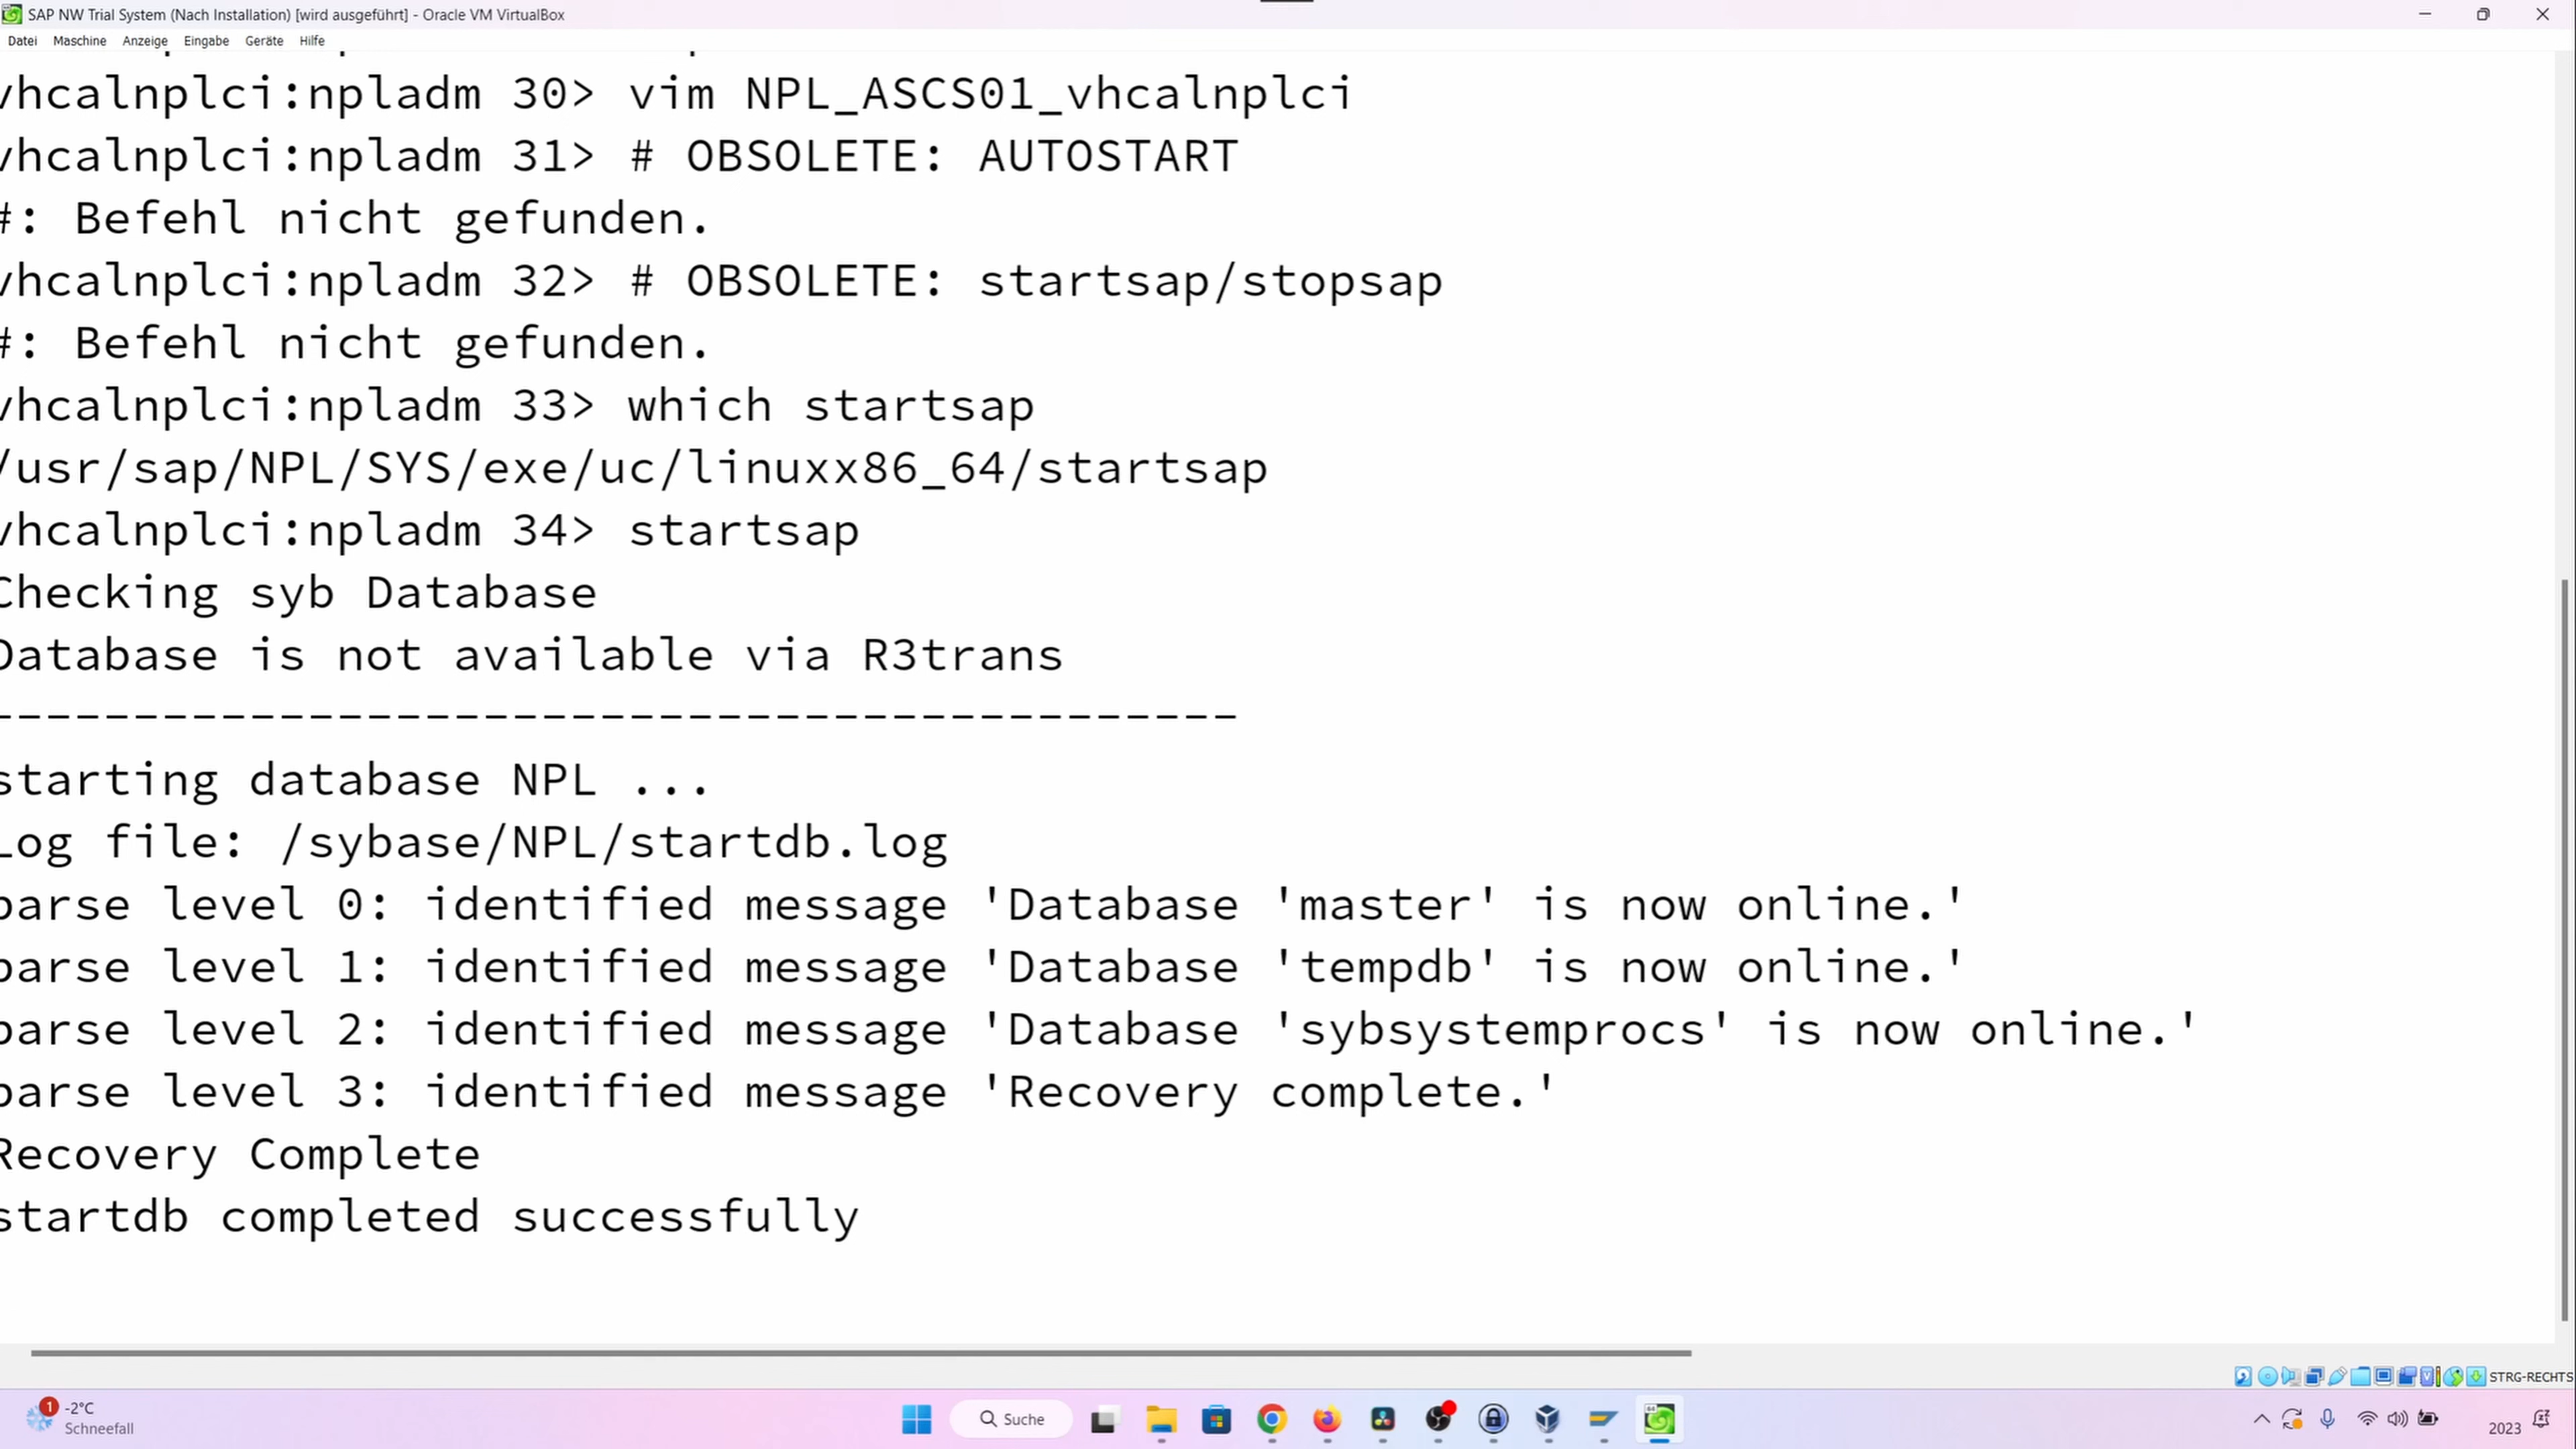 SAP NW Trial System (Nach Installation) [wird ausgeführt] - Oracle VM VirtualBox
Datei Maschine Anzeige Eingabe Geräte Hilfe
vhcalnplci:npladm 30> vim NPL_ASCS01_vhcalnplci
vhcalnplci:npladm 31> # OBSOLETE: AUTOSTART
#: Befehl nicht gefunden.
vhcalnplci:npladm 32> # OBSOLETE: startsap/stopsap
#: Befehl nicht gefunden.
vhcalnplci:npladm 33> which startsap
/usr/sap/NPL/SYS/exe/uc/linuxx86_64/startsap
vhcalnplci:npladm 34> startsap
Checking syb Database
Database is not available via R3trans
-------------------------------------------
starting database NPL ...
Log file: /sybase/NPL/startdb.log
parse level 0: identified message 'Database 'master' is now online.'
parse level 1: identified message 'Database 'tempdb' is now online.'
parse level 2: identified message 'Database 'sybsystemprocs' is now online.'
parse level 3: identified message 'Recovery complete.'
Recovery Complete
startdb completed successfully
STRG-RECHTS
1
-2°C
Schneefall
Suche
2023